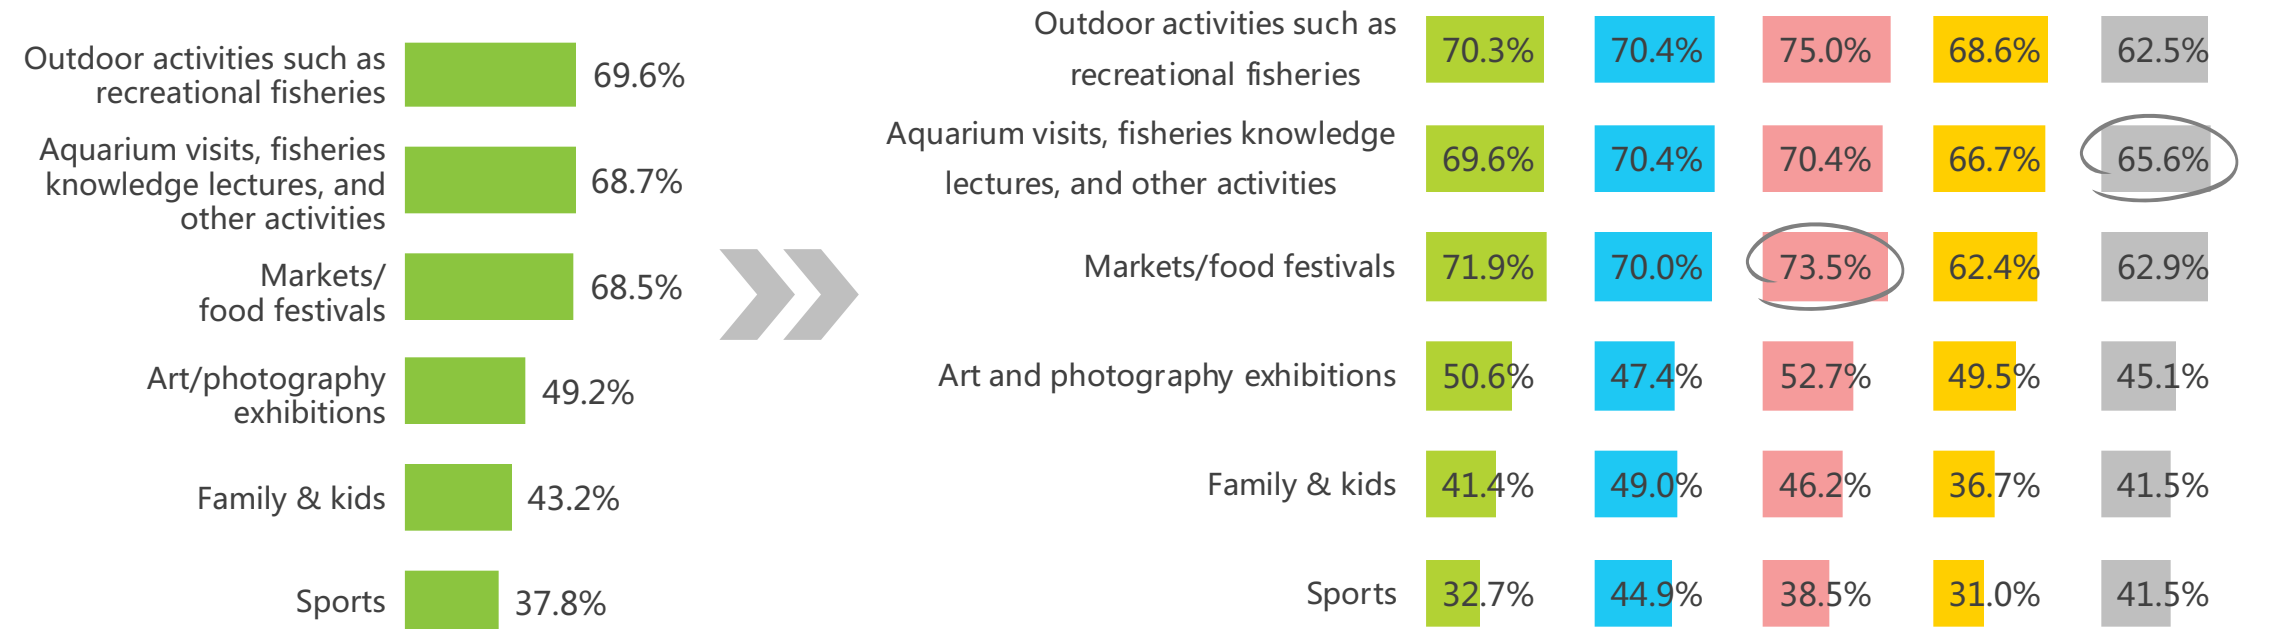 Outdoor activities such as
recreational fisheries
69.6%
Aquarium visits, fisheries
knowledge lectures, and
other activities
68.7%
Markets/
food festivals
68.5%
Art/photography
exhibitions
49.2%
Family & kids
43.2%
Sports
37.8%
Outdoor activities such as
recreational fisheries
70.3% 70.4% 75.0% 68.6% 62.5%
Aquarium visits, fisheries knowledge
lectures, and other activities
69.6% 70.4% 70.4% 66.7% 65.6%
Markets/food festivals 71.9% 70.0% 73.5% 62.4% 62.9%
Art and photography exhibitions 50.6% 47.4% 52.7% 49.5% 45.1%
Family & kids 41.4% 49.0% 46.2% 36.7% 41.5%
Sports 32.7% 44.9% 38.5% 31.0% 41.5%